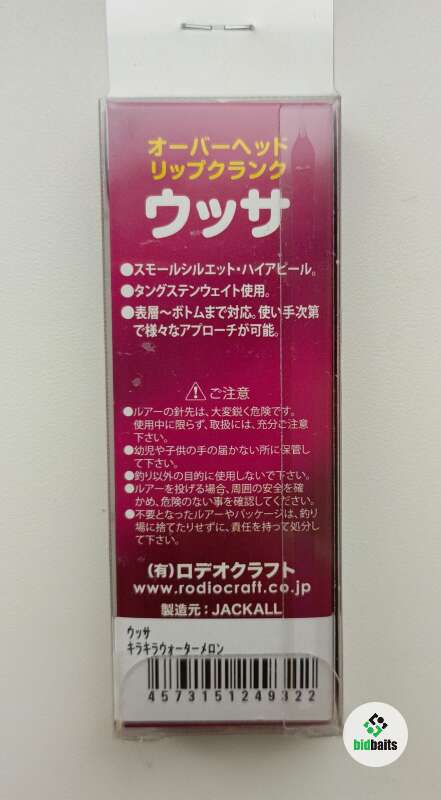 オーバーヘッド
リップクランク
ウッサ
●スモールシルエット・ハイアピール。
●タングステンウェイト使用。
●表層～ボトムまで対応。使い手次第
で様々なアプローチが可能。
ご注意
●ルアーの針先は、大変鋭く危険です。
使用中に限らず、取扱には、充分ご注意
下さい。
●幼児や子供の手の届かない所に保管し
て下さい。
●釣り以外の目的に使用しないで下さい。
●ルアーを投げる場合、周囲の安全を確
かめ、危険のない事を確認してください。
●不要となったルアーやパッケージは、釣り
場に捨てたりせずに、責任を持って処分し
て下さい。
(有)ロデオクラフト
www.rodiocraft.co.jp
製造元:JACKALL
ウッサ
キラキラウォーターメロン
4573151249322
bidbaits